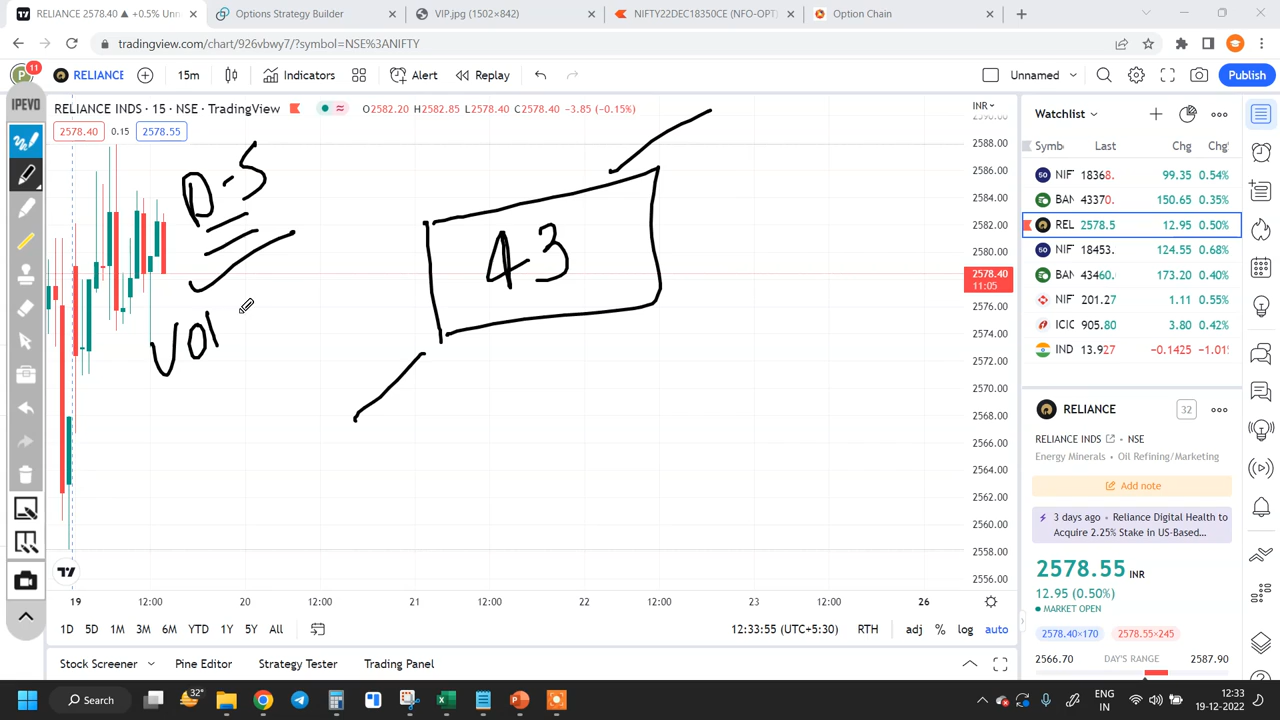 RELIANCE 2578.40 ▲ +0.5% Unn
Options Strategy Builder
VIP.jpg (1502×842)
NIFTY22DEC18350CE (NFO-OPT)
Option Chain
tradingview.com/chart/926vbwy7/?symbol=NSE%3ANIFTY
P 11
RELIANCE
15m
Indicators
Alert
Replay
Unnamed
Publish
IPEVO
RELIANCE INDS · 15 · NSE · TradingView
O2582.20 H2582.85 L2578.40 C2578.40 −3.85 (−0.15%)
2578.40 0.15 2578.55
INR
2590.00
2588.00
2586.00
2584.00
2582.00
2580.00
2578.40
11:05
2576.00
2574.00
2572.00
2570.00
2568.00
2566.00
2564.00
2562.00
2560.00
2558.00
2556.00
D-S
43
VOl
19 12:00 20 12:00 21 12:00 22 12:00 23 12:00 26
1D 5D 1M 3M 6M YTD 1Y 5Y All
12:33:55 (UTC+5:30) RTH adj % log auto
Stock Screener Pine Editor Strategy Tester Trading Panel
Watchlist
Symb Last Chg Chg
NIF 18368. 99.35 0.54%
BAN 43370. 150.65 0.35%
REL 2578.5 12.95 0.50%
NIF 18453. 124.55 0.68%
BAN 43460. 173.20 0.40%
NIF 201.27 1.11 0.55%
ICIC 905.80 3.80 0.42%
IND 13.927 −0.1425 −1.01
RELIANCE 32
RELIANCE INDS · NSE
Energy Minerals · Oil Refining/Marketing
Add note
3 days ago · Reliance Digital Health to
Acquire 2.25% Stake in US-Based...
2578.55 INR
12.95 (0.50%)
MARKET OPEN
2578.40×170 2578.55×245
2566.70 DAY'S RANGE 2587.90
Search
32°
ENG
IN
12:33
19-12-2022